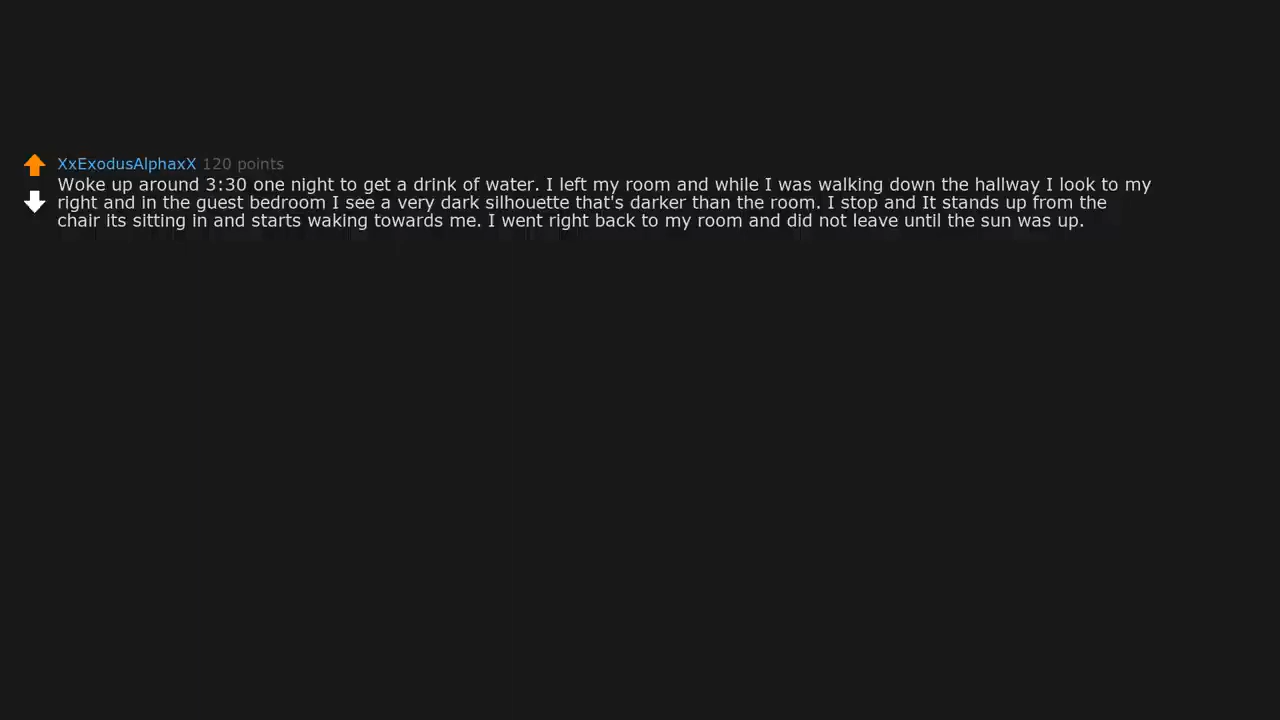 XxExodusAlphaxX 120 points
Woke up around 3:30 one night to get a drink of water. I left my room and while I was walking down the hallway I look to my
right and in the guest bedroom I see a very dark silhouette that's darker than the room. I stop and It stands up from the
chair its sitting in and starts waking towards me. I went right back to my room and did not leave until the sun was up.